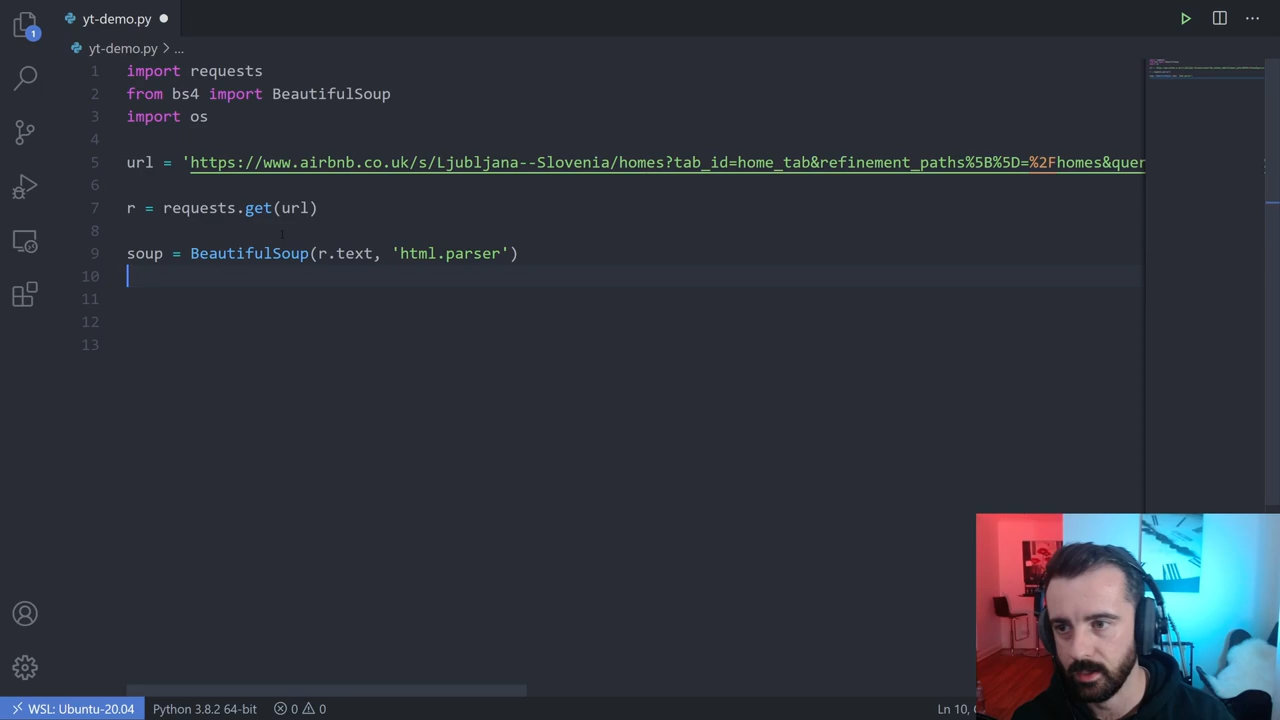 1
yt-demo.py
yt-demo.py > ...
1 import requests
2 from bs4 import BeautifulSoup
3 import os
4
5 url = 'https://www.airbnb.co.uk/s/Ljubljana--Slovenia/homes?tab_id=home_tab&refinement_paths%5B%5D=%2Fhomes&quer
6
7 r = requests.get(url)
8
9 soup = BeautifulSoup(r.text, 'html.parser')
10
11
12
13
WSL: Ubuntu-20.04 Python 3.8.2 64-bit 0 0 Ln 10,